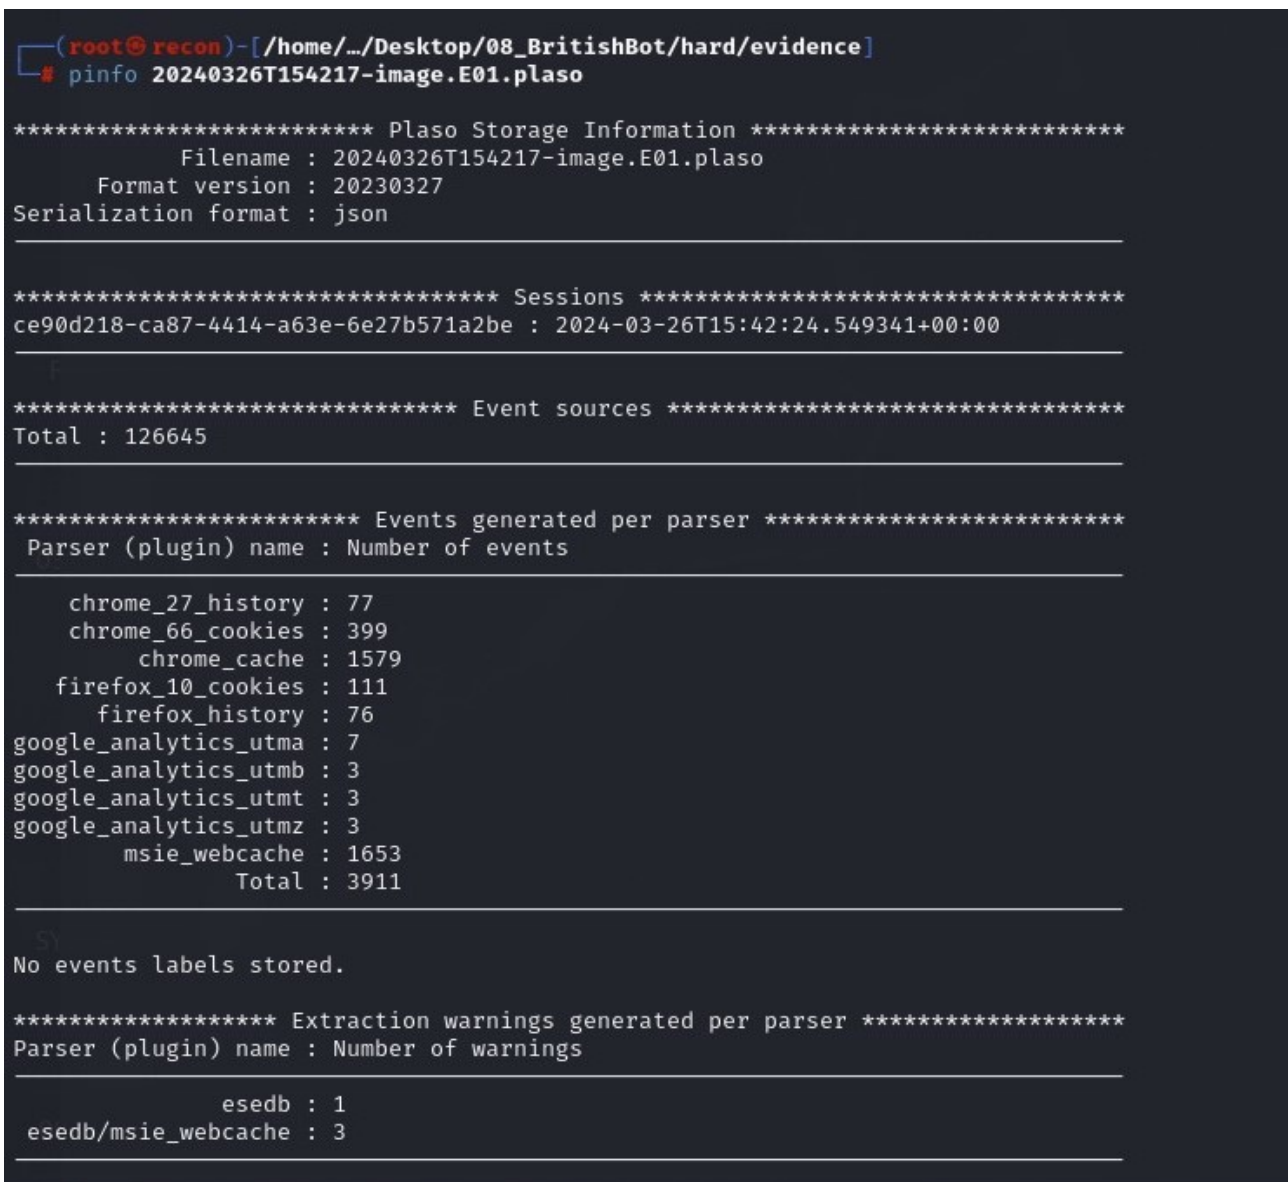 ┌──(root㉿recon)-[/home/…/Desktop/08_BritishBot/hard/evidence]
└─# pinfo 20240326T154217-image.E01.plaso
************************** Plaso Storage Information ***************************
Filename : 20240326T154217-image.E01.plaso
Format version : 20230327
Serialization format : json
*********************************** Sessions ***********************************
ce90d218-ca87-4414-a63e-6e27b571a2be : 2024-03-26T15:42:24.549341+00:00
******************************** Event sources *********************************
Total : 126645
************************* Events generated per parser **************************
Parser (plugin) name : Number of events
chrome_27_history : 77
chrome_66_cookies : 399
chrome_cache : 1579
firefox_10_cookies : 111
firefox_history : 76
google_analytics_utma : 7
google_analytics_utmb : 3
google_analytics_utmt : 3
google_analytics_utmz : 3
msie_webcache : 1653
Total : 3911
No events labels stored.
******************* Extraction warnings generated per parser *******************
Parser (plugin) name : Number of warnings
esedb : 1
esedb/msie_webcache : 3